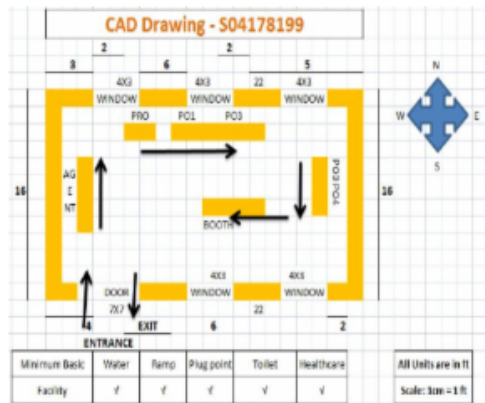 CAD Drawing - S04178199
2 2
3 6 5
4X3 4X3 22 4X3
WINDOW WINDOW WINDOW
N
W E
S
PRO PO1 PO3
AG
E
NT
PO3 PO4
16 16
BOOTH
4X3 4X3
DOOR WINDOW WINDOW
7X7 22
4 EXIT 6 2
ENTRANCE
Minimum Basic Water Ramp Plug point Toilet Healthcare
Facility √ √ √ √ √
All Units are in ft
Scale: 1cm = 1 ft